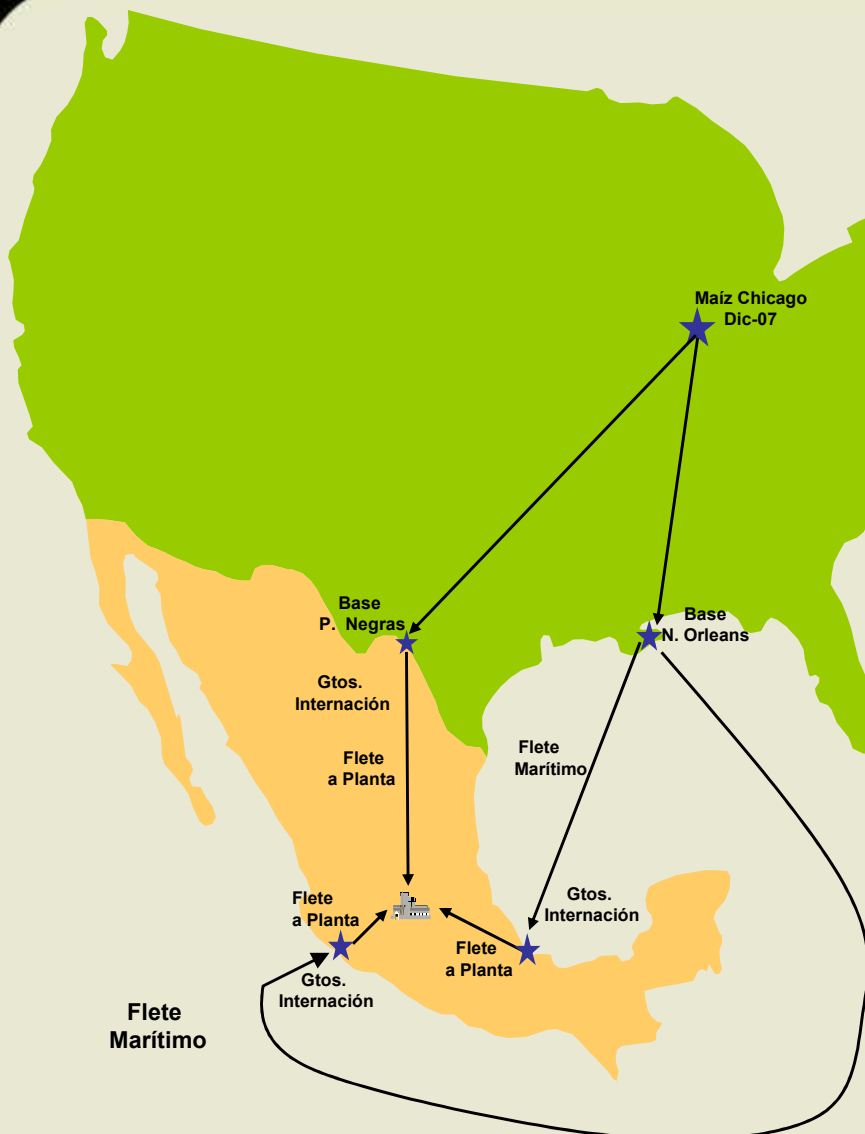 Maíz Chicago
Dic-07
Base
P. Negras
Base
N. Orleans
Gtos.
Internación
Flete
a Planta
Flete
Marítimo
Flete
a Planta
Gtos.
Internación
Flete
a Planta
Gtos.
Internación
Flete
Marítimo